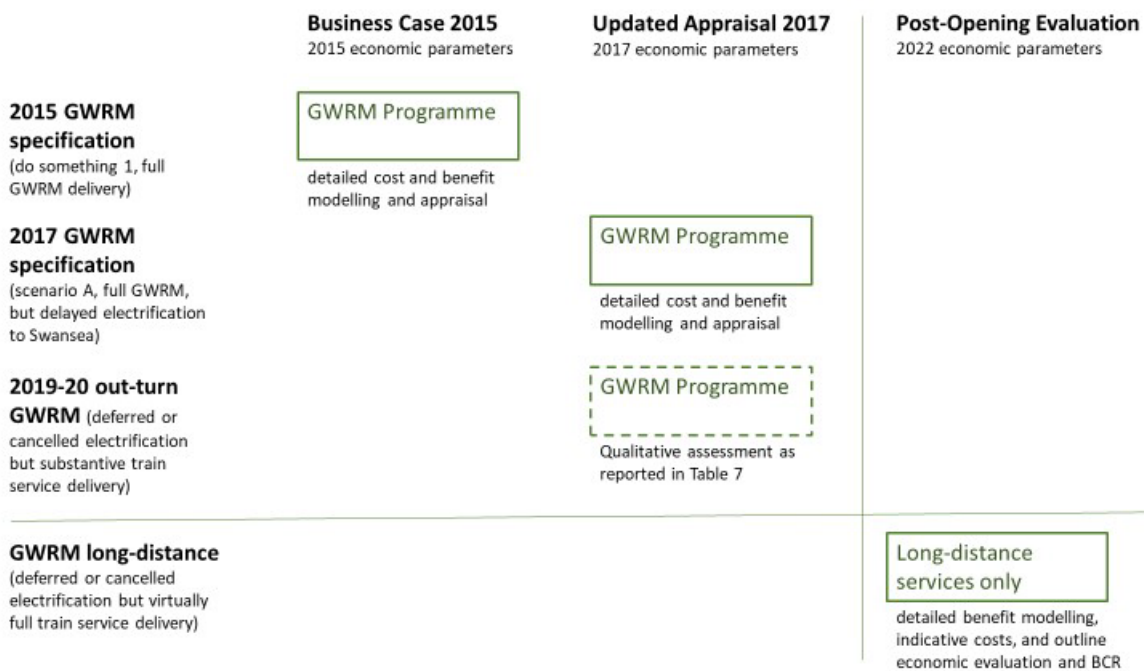 Business Case 2015
2015 economic parameters
Updated Appraisal 2017
2017 economic parameters
Post-Opening Evaluation
2022 economic parameters
2015 GWRM
specification
(do something 1, full
GWRM delivery)
GWRM Programme
detailed cost and benefit
modelling and appraisal
2017 GWRM
specification
(scenario A, full GWRM,
but delayed electrification
to Swansea)
GWRM Programme
detailed cost and benefit
modelling and appraisal
2019-20 out-turn
GWRM (deferred or
cancelled electrification
but substantive train
service delivery)
GWRM Programme
Qualitative assessment as
reported in Table 7
GWRM long-distance
(deferred or cancelled
electrification but virtually
full train service delivery)
Long-distance
services only
detailed benefit modelling,
indicative costs, and outline
economic evaluation and BCR